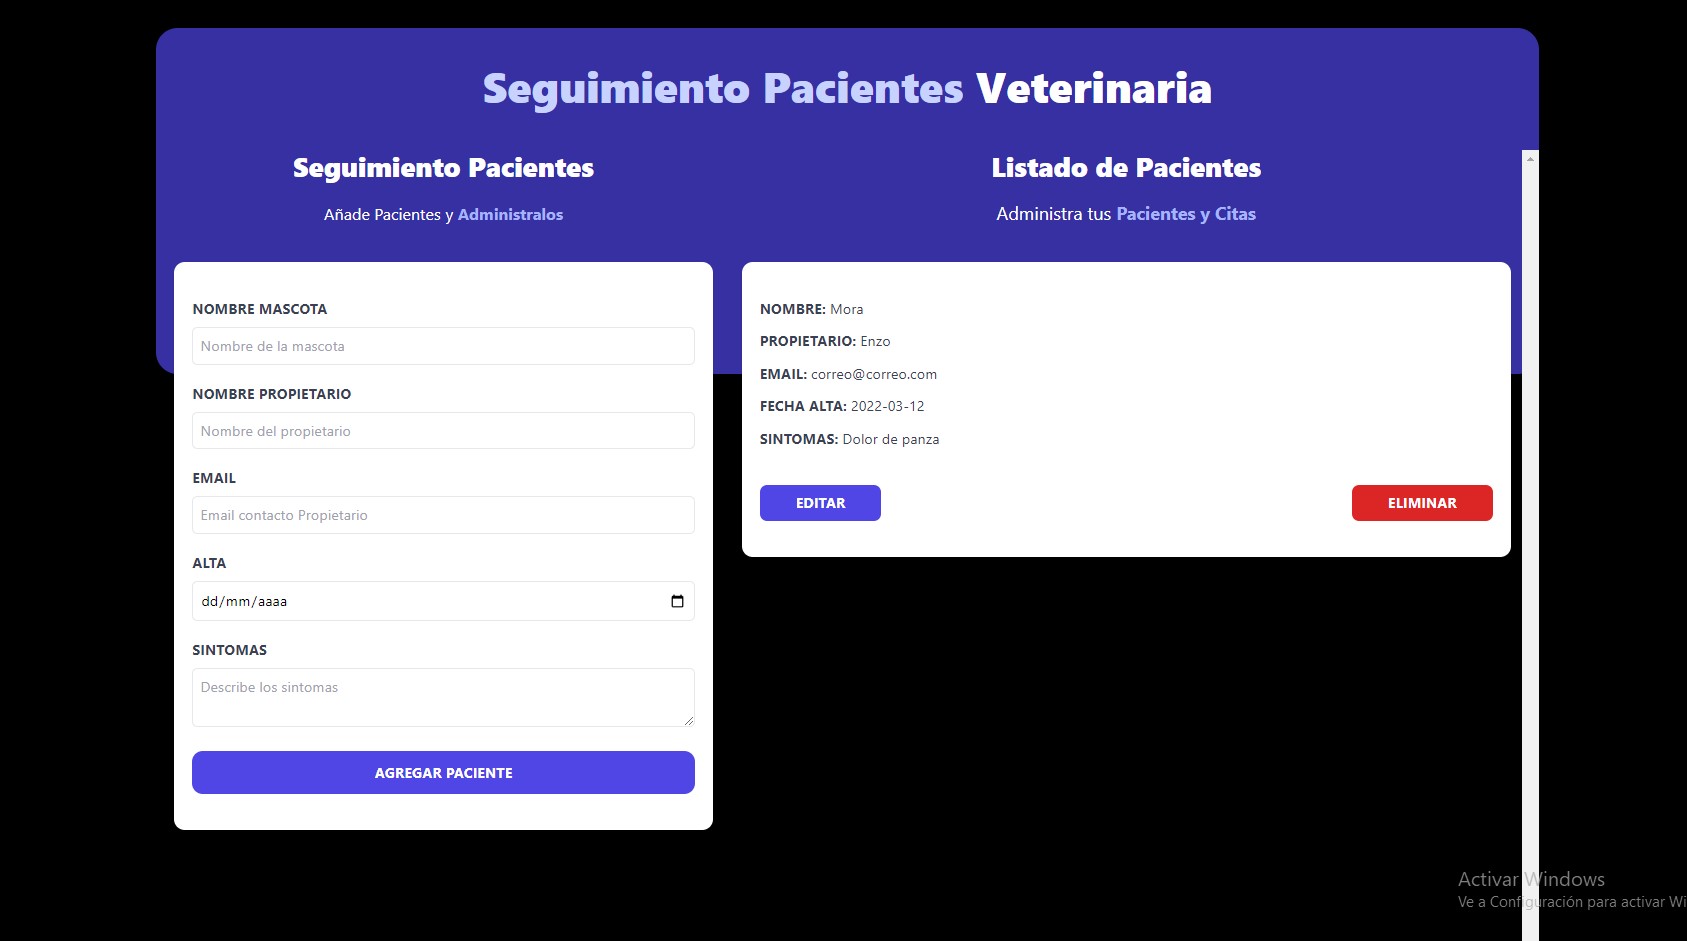 Seguimiento Pacientes Veterinaria
Seguimiento Pacientes
Añade Pacientes y Administralos
NOMBRE MASCOTA
Nombre de la mascota
NOMBRE PROPIETARIO
Nombre del propietario
EMAIL
Email contacto Propietario
ALTA
dd/mm/aaaa
SINTOMAS
Describe los sintomas
AGREGAR PACIENTE
Listado de Pacientes
Administra tus Pacientes y Citas
NOMBRE: Mora
PROPIETARIO: Enzo
EMAIL: correo@correo.com
FECHA ALTA: 2022-03-12
SINTOMAS: Dolor de panza
EDITAR
ELIMINAR
Activar Windows
Ve a Configuración para activar Wi